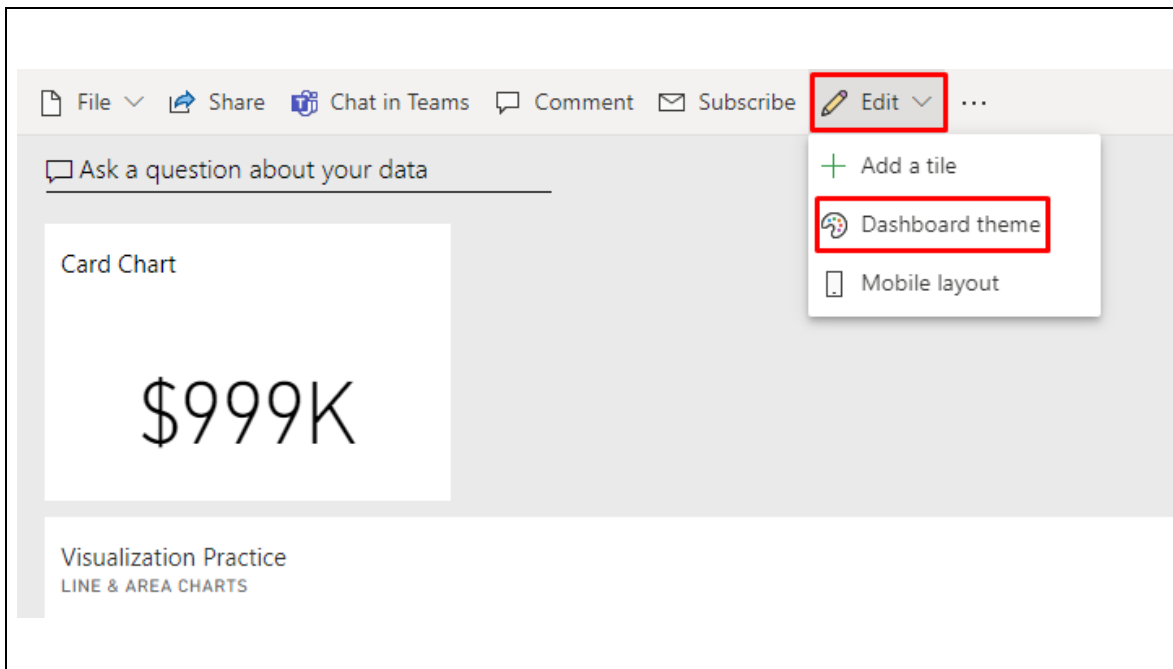 File Share Chat in Teams Comment Subscribe Edit ...
Ask a question about your data
Add a tile
Dashboard theme
Mobile layout
Card Chart
$999K
Visualization Practice
LINE & AREA CHARTS